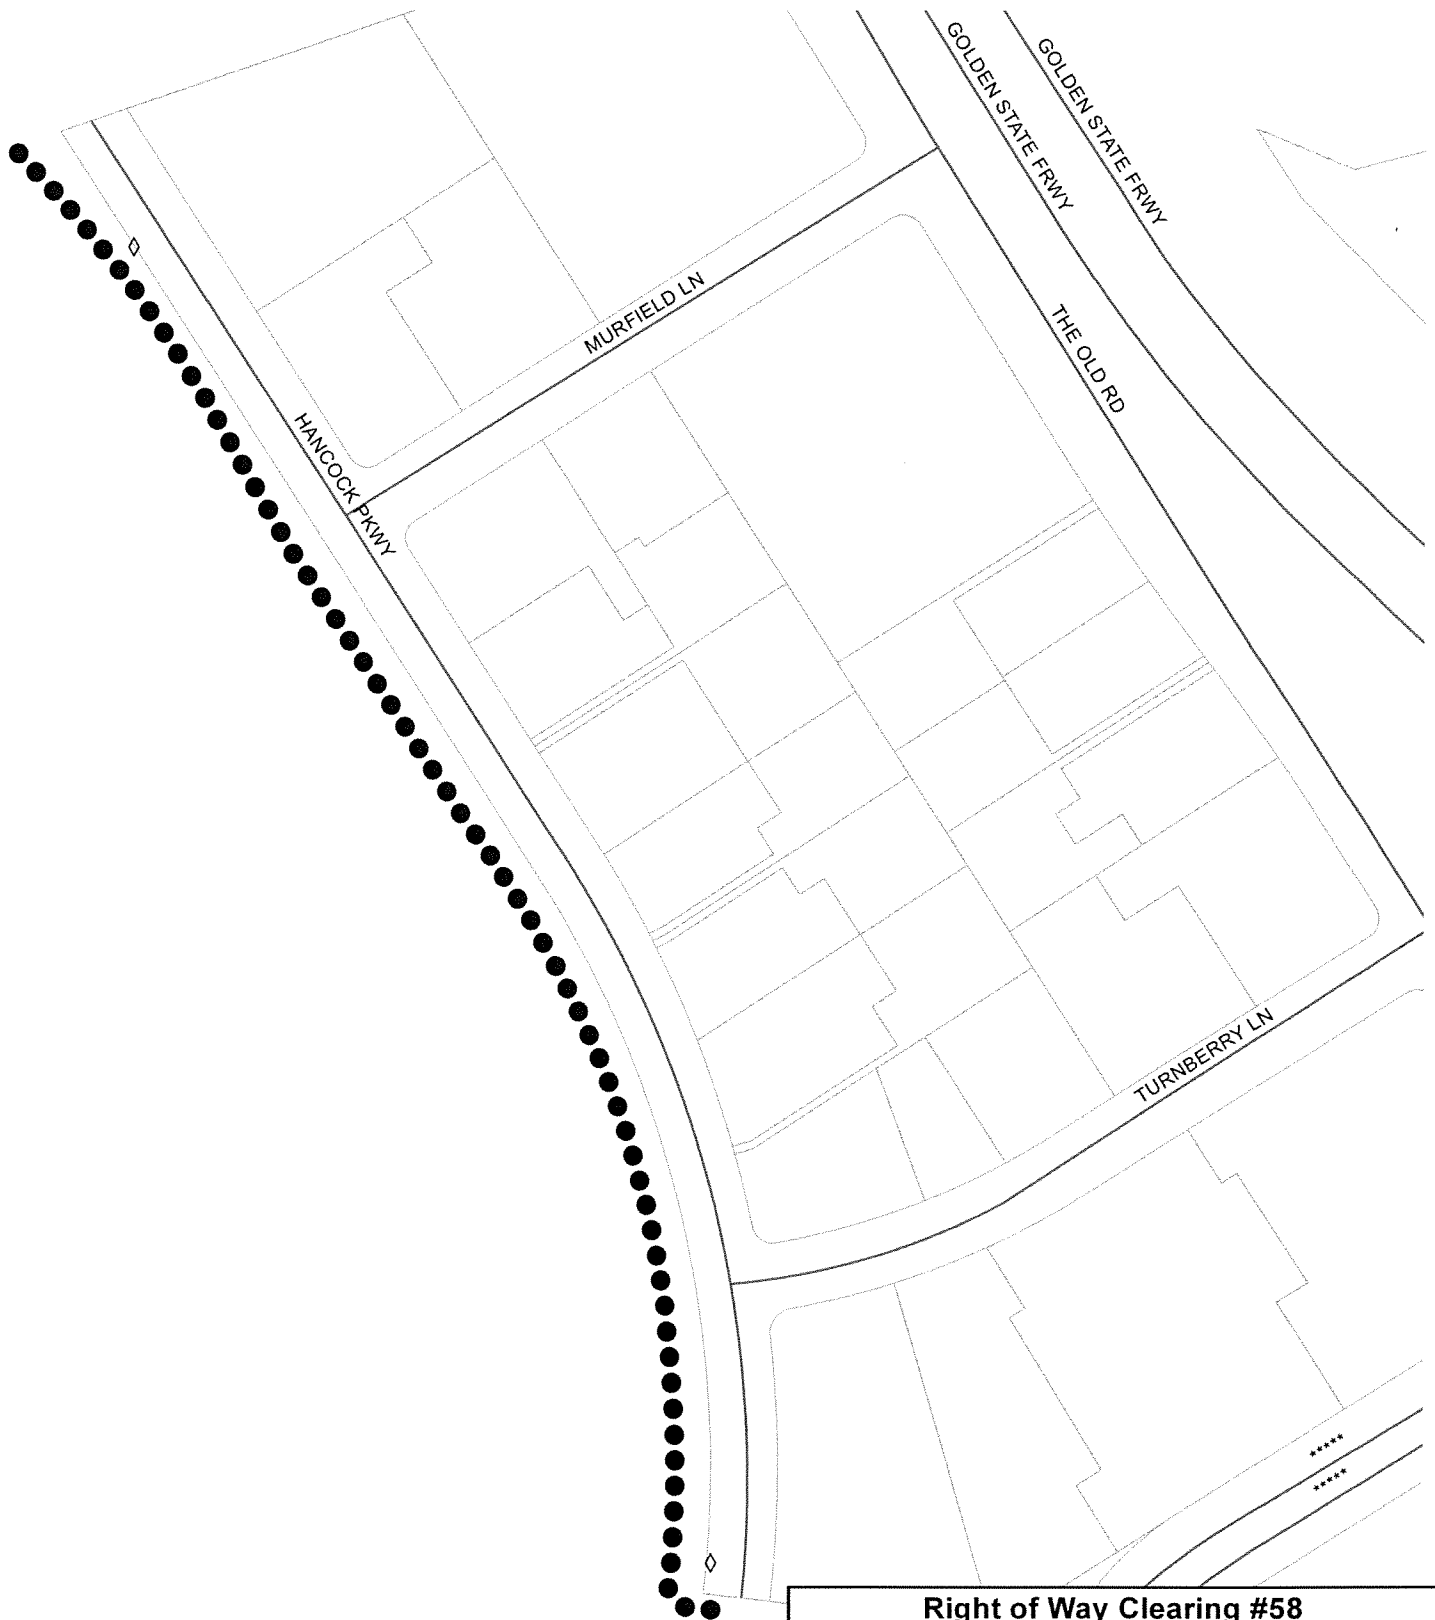 GOLDEN STATE FRWY
GOLDEN STATE FRWY
MURFIELD LN
THE OLD RD
HANCOCK PKWY
TURNBERRY LN
*****
*****
Right of Way Clearing #58